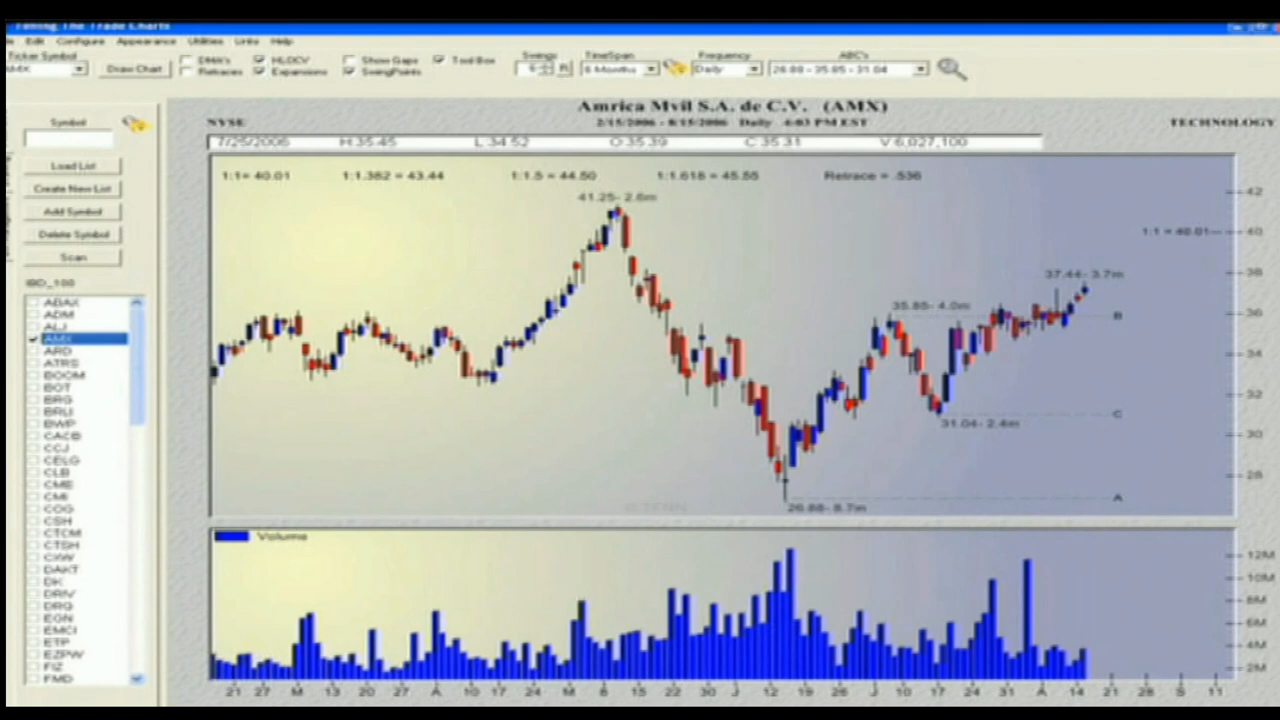 Timing The Trade Charts
Edit Configure Appearance Utilities Links Help
Ticker Symbol
AMX
Draw Chart
DMA's HLOCV Show Gaps Tool Box
Retraces Expansions SwingPoints
Swings TimeSpan Frequency ABC's
6 R 6 Months Daily 26.88 - 35.85 - 31.04
Amrica Mvil S.A. de C.V. (AMX)
NYSE 2/15/2006 - 8/15/2006 Daily 4:03 PM EST TECHNOLOGY
7/25/2006 H:35.45 L:34.52 O:35.39 C:35.31 V:6,027,100
Symbol
Load List
Create New List
Add Symbol
Delete Symbol
Scan
IBD_100
ABAX
ADM
ALJ
AMX
ARD
ATRS
BOOM
BOT
BRG
BRLI
BWP
CACB
CCJ
CELG
CLB
CME
CMI
COG
CSH
CTCM
CTSH
CXW
DAKT
DK
DRIV
DRQ
EGN
EMCI
ETP
EZPW
FIZ
FMD
1:1= 40.01 1:1.382 = 43.44 1:1.5 = 44.50 1:1.618 = 45.55 Retrace = .536
41.25- 2.6m
42
1:1 = 40.01
40
37.44- 3.7m
38
35.85- 4.0m
B
36
34
32
C
31.04- 2.4m
30
28
A
26.88- 8.7m
Volume
12M
10M
8M
6M
4M
2M
21 27 M 13 20 27 A 10 17 24 M 8 15 22 30 J 12 19 26 J 10 17 24 31 A 14 21 28 S 11